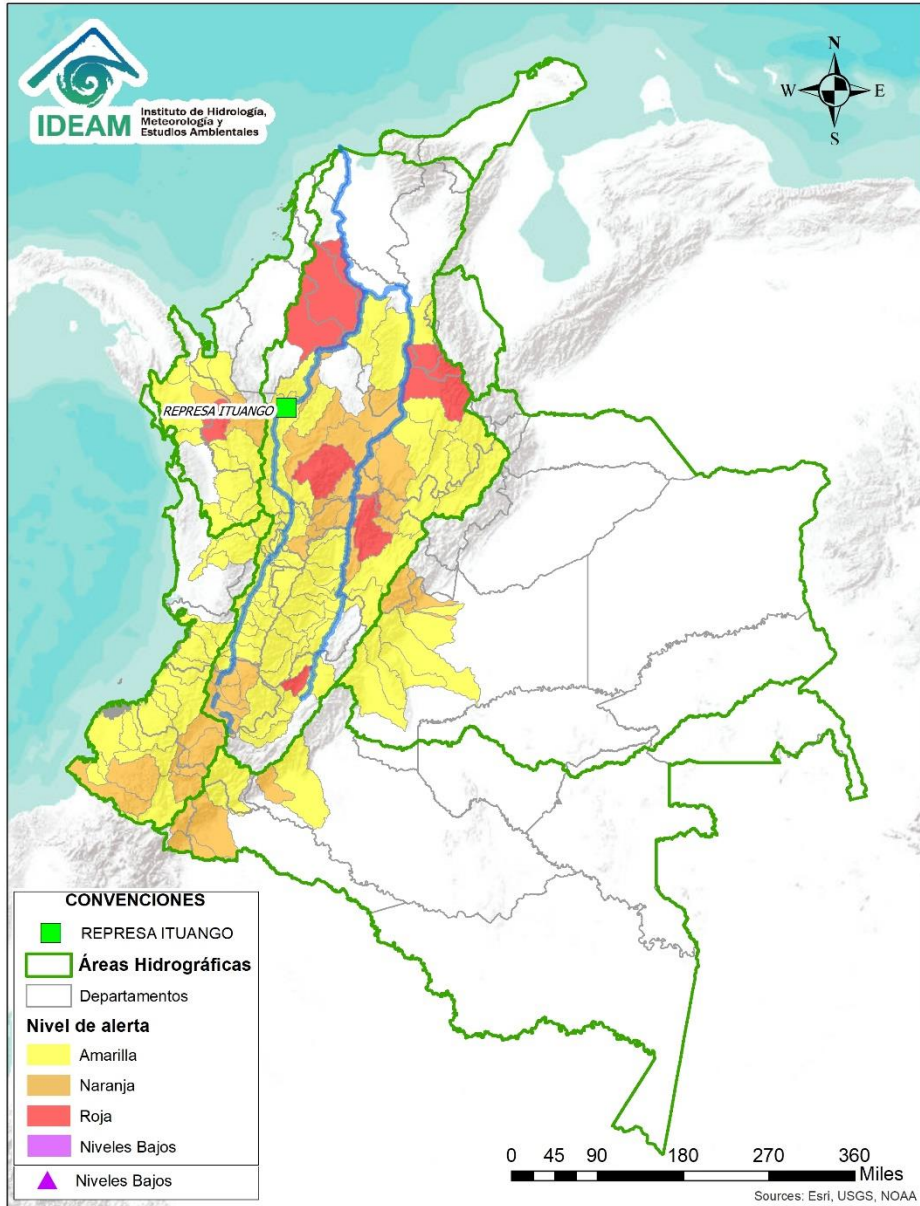 IDEAM
Instituto de Hidrología,
Meteorología y
Estudios Ambientales
N
W
E
S
REPRESA ITUANGO
CONVENCIONES
REPRESA ITUANGO
Áreas Hidrográficas
Departamentos
Nivel de alerta
Amarilla
Naranja
Roja
Niveles Bajos
Niveles Bajos
0 45 90 180 270 360
Miles
Sources: Esri, USGS, NOAA